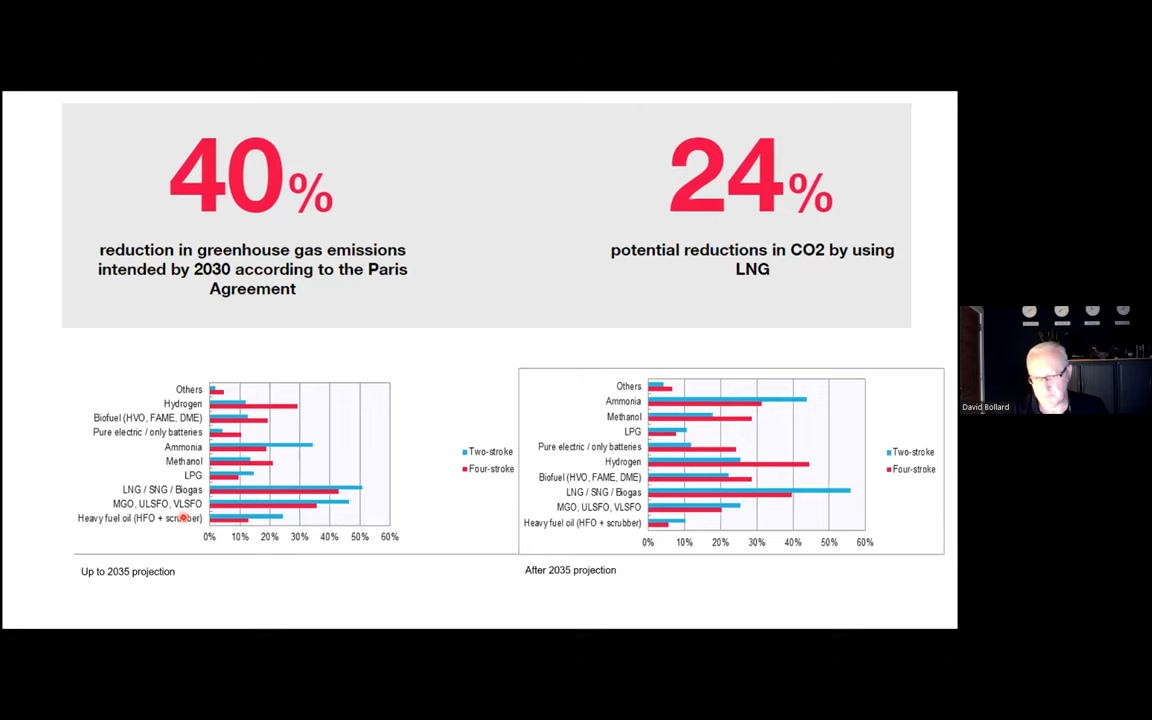 40%
reduction in greenhouse gas emissions
intended by 2030 according to the Paris
Agreement
24%
potential reductions in CO2 by using
LNG
Others
Hydrogen
Biofuel (HVO, FAME, DME)
Pure electric / only batteries
Ammonia
Methanol
LPG
LNG / SNG / Biogas
MGO, ULSFO, VLSFO
Heavy fuel oil (HFO + scrubber)
0% 10% 20% 30% 40% 50% 60%
Two-stroke
Four-stroke
Up to 2035 projection
Others
Ammonia
Methanol
LPG
Pure electric / only batteries
Hydrogen
Biofuel (HVO, FAME, DME)
LNG / SNG / Biogas
MGO, ULSFO, VLSFO
Heavy fuel oil (HFO + scrubber)
0% 10% 20% 30% 40% 50% 60%
Two-stroke
Four-stroke
After 2035 projection
David Bollard